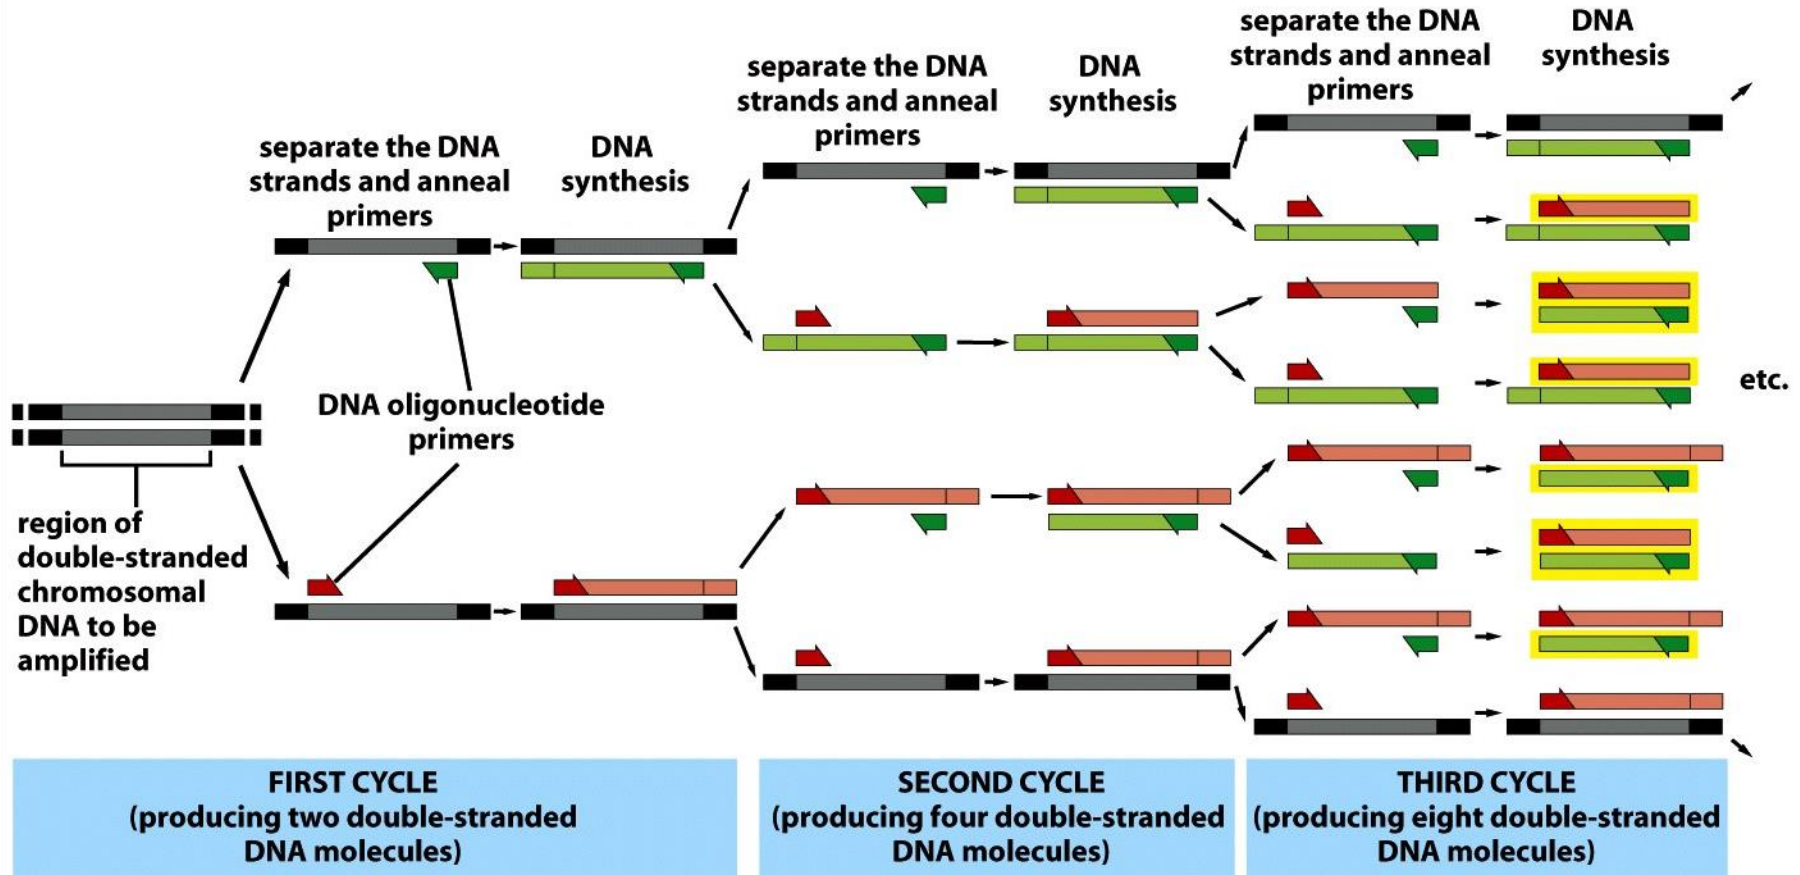 separate the DNA
strands and anneal
primers
DNA
synthesis
separate the DNA
strands and anneal
primers
DNA
synthesis
separate the DNA
strands and anneal
primers
DNA
synthesis
DNA oligonucleotide
primers
region of
double-stranded
chromosomal
DNA to be
amplified
etc.
FIRST CYCLE
(producing two double-stranded
DNA molecules)
SECOND CYCLE
(producing four double-stranded
DNA molecules)
THIRD CYCLE
(producing eight double-stranded
DNA molecules)